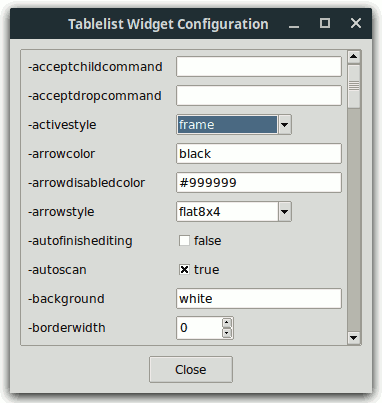 Tablelist Widget Configuration
-acceptchildcommand
-acceptdropcommand
-activestyle frame
-arrowcolor black
-arrowdisabledcolor #999999
-arrowstyle flat8x4
-autofinishediting false
-autoscan true
-background white
-borderwidth 0
Close